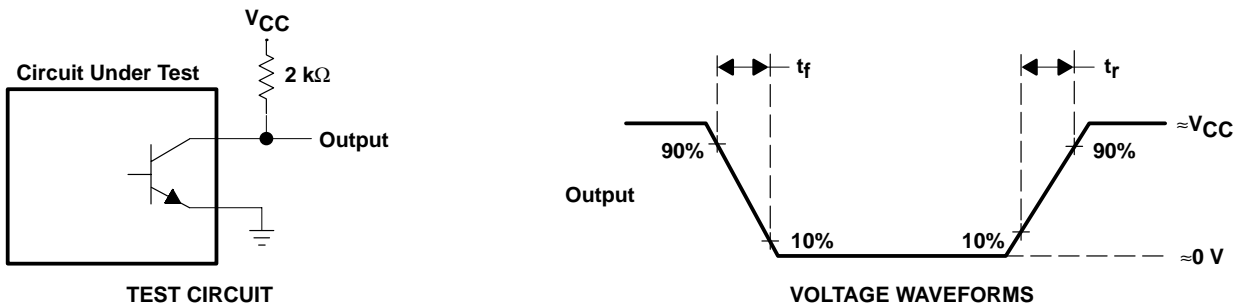 VCC
Circuit Under Test
2 kΩ
Output
TEST CIRCUIT
tf
tr
≈VCC
90%
90%
Output
10%
10%
≈0 V
VOLTAGE WAVEFORMS